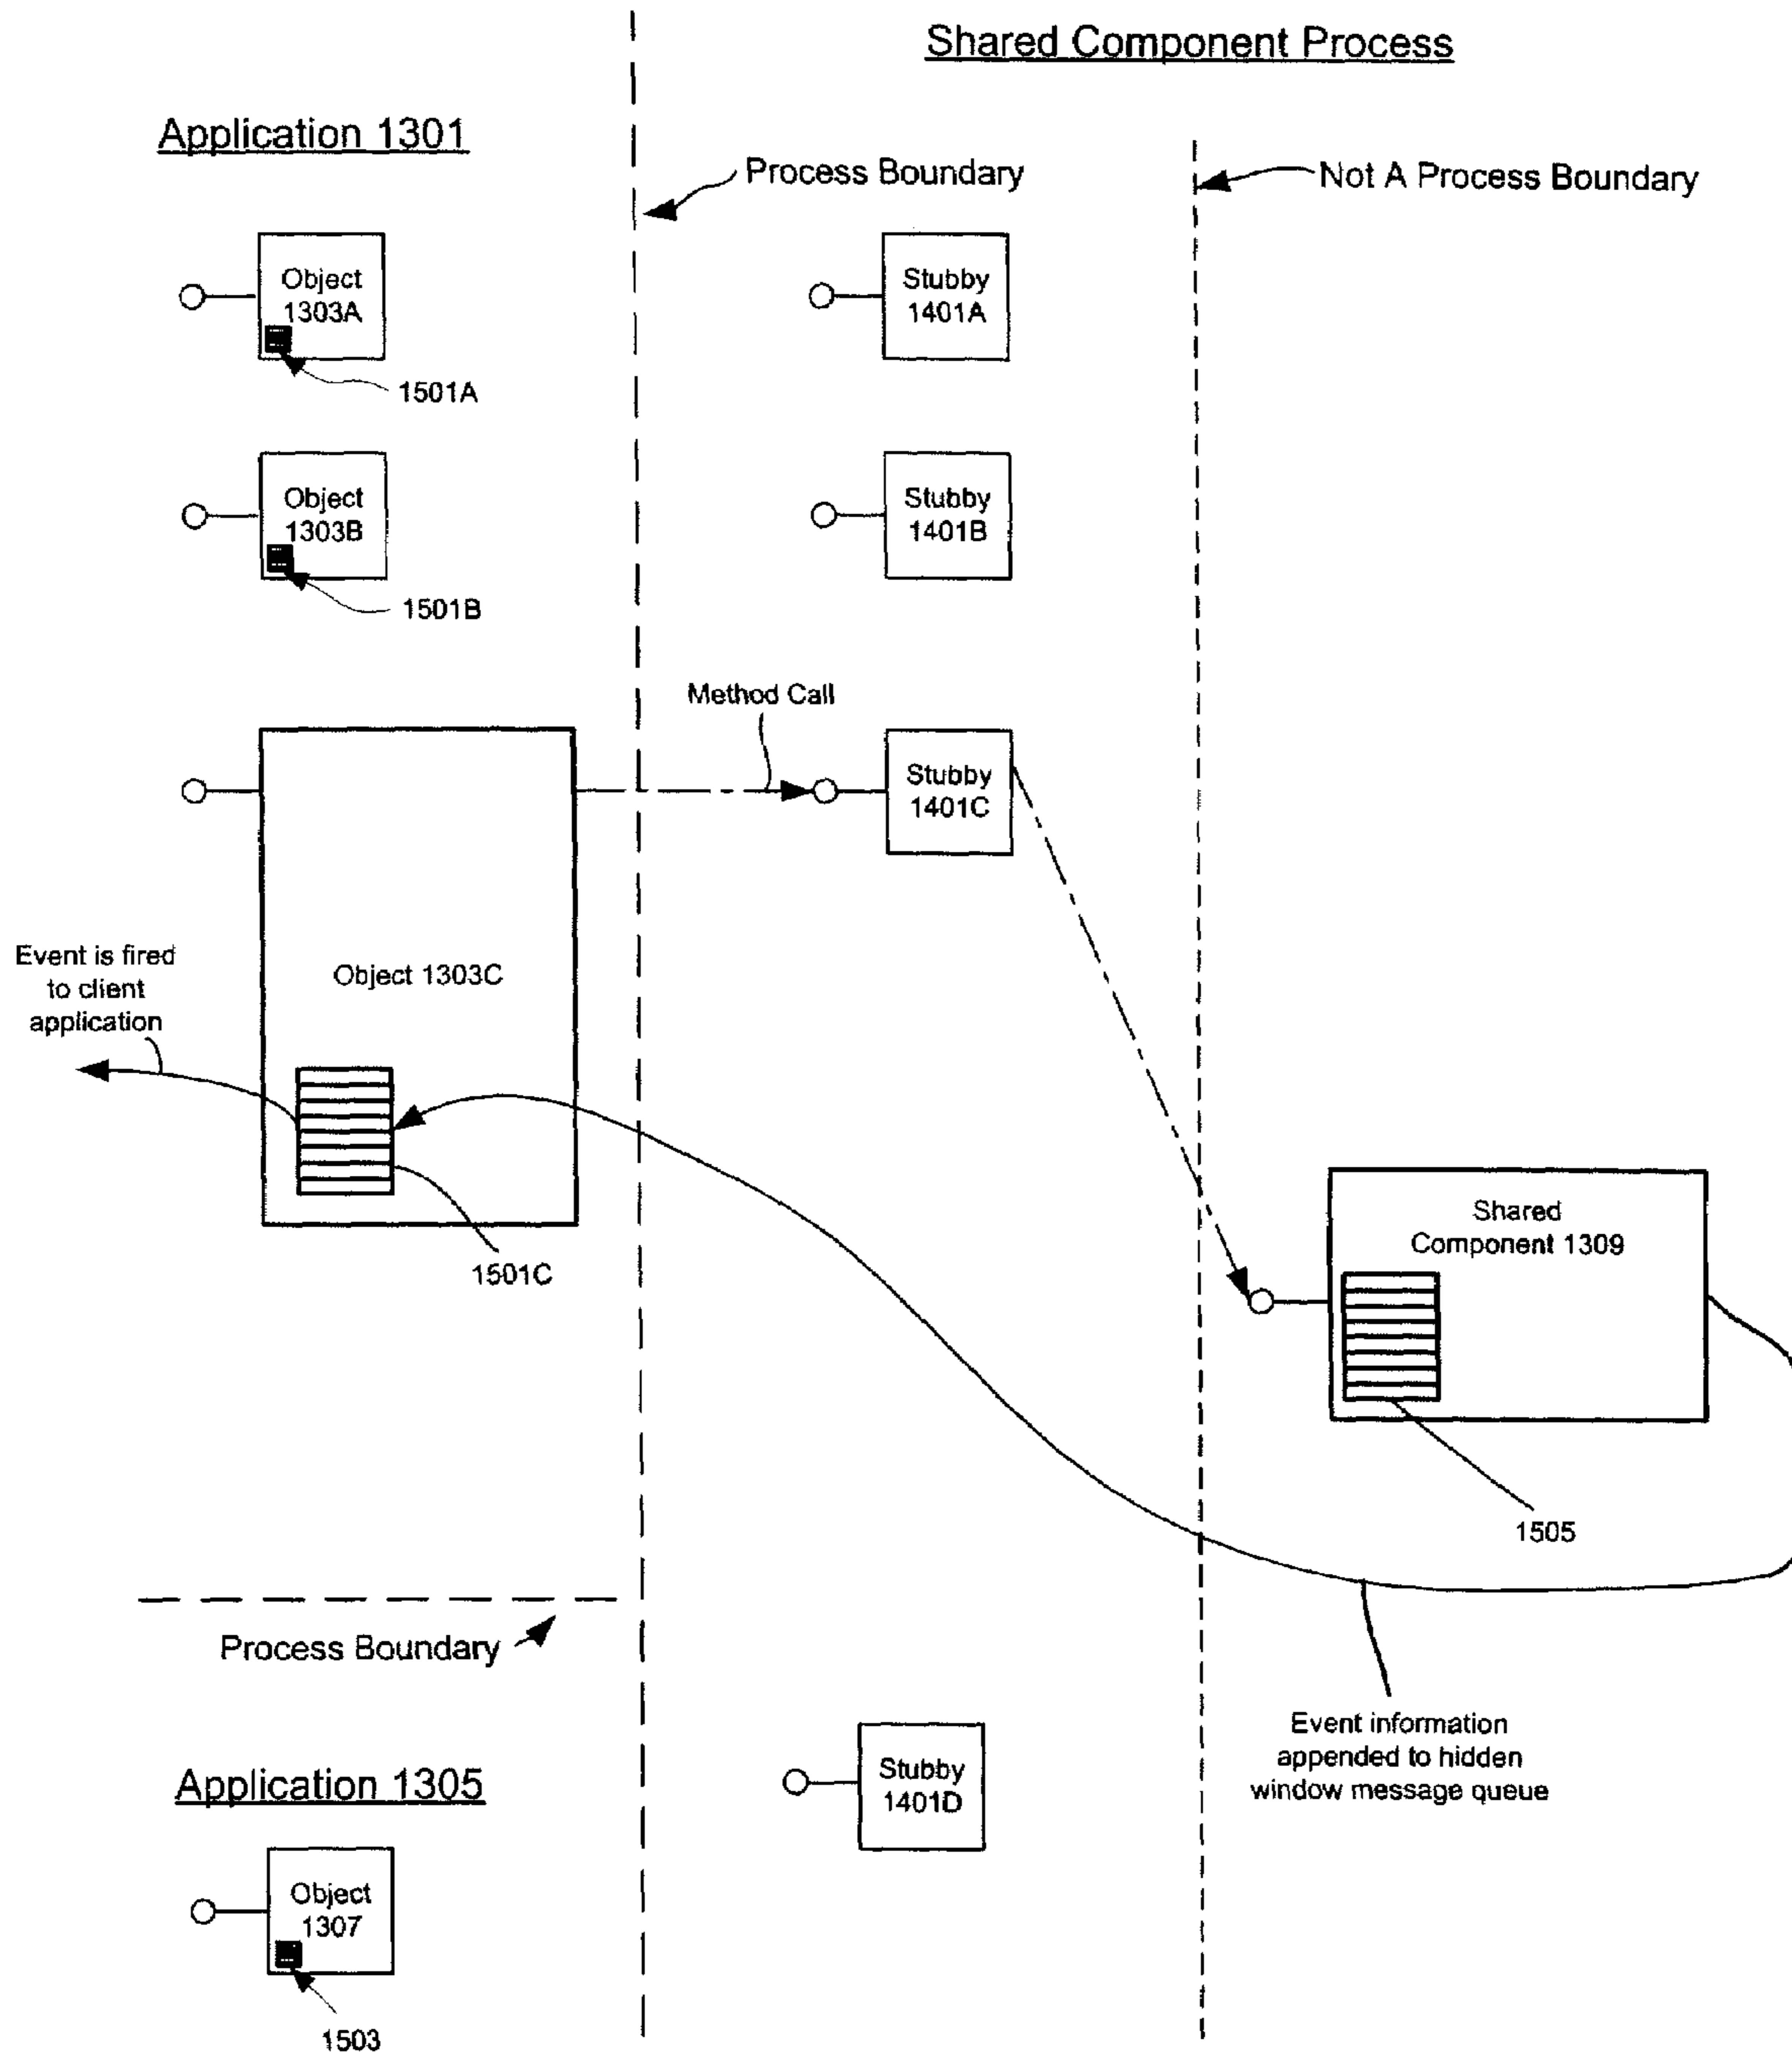 Shared Component Process
Application 1301
Process Boundary
Not A Process Boundary
Object
1303A
Stubby
1401A
1501A
Object
1303B
Stubby
1401B
1501B
Method Call
Stubby
1401C
Event is fired
to client
application
Object 1303C
Shared
Component 1309
1501C
1505
Process Boundary
Event information
appended to hidden
window message queue
Application 1305
Stubby
1401D
Object
1307
1503